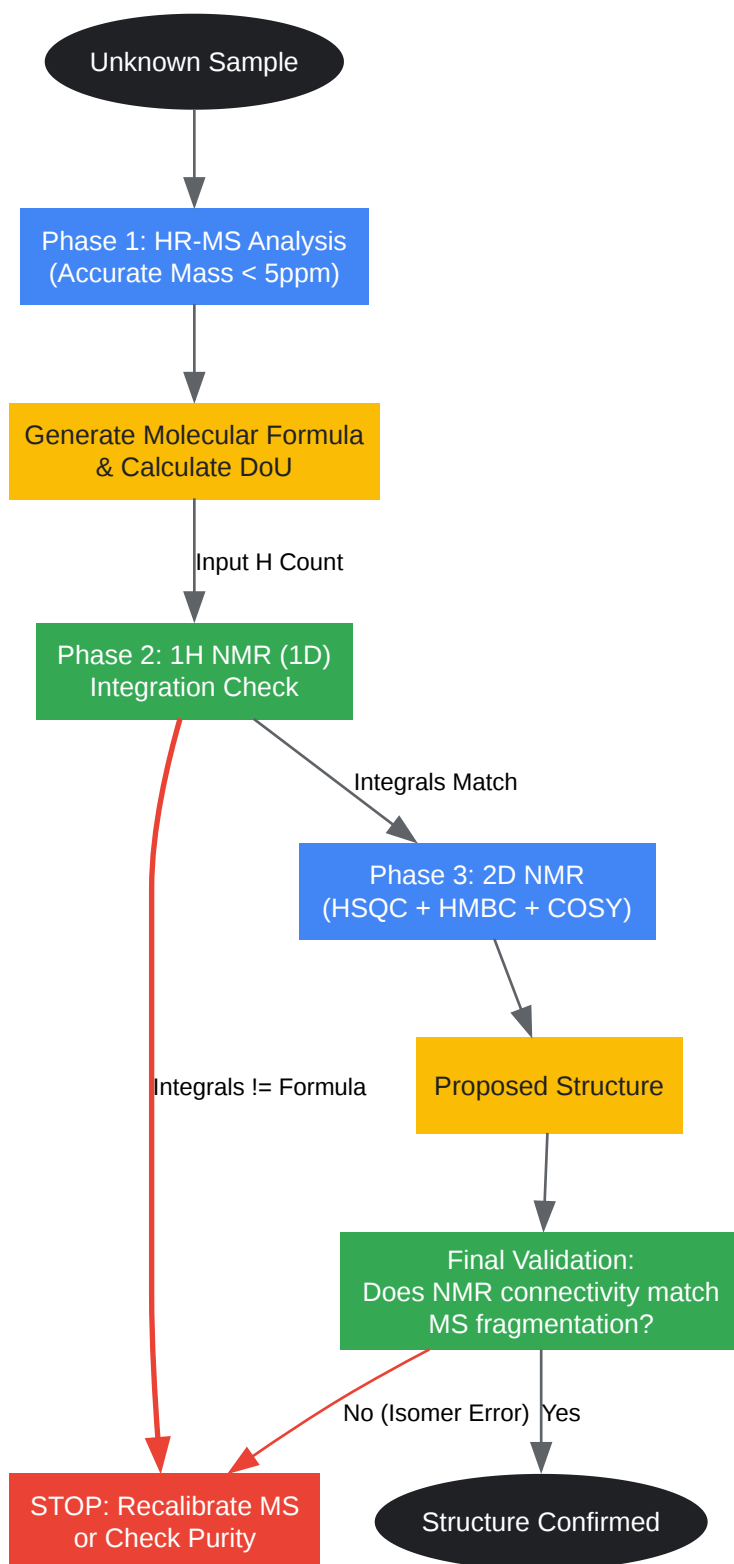 Unknown Sample
Phase 1: HR-MS Analysis
(Accurate Mass < 5ppm)
Generate Molecular Formula
& Calculate DoU
Input H Count
Phase 2: 1H NMR (1D)
Integration Check
Integrals Match
Phase 3: 2D NMR
(HSQC + HMBC + COSY)
Proposed Structure
Integrals != Formula
Final Validation:
Does NMR connectivity match
MS fragmentation?
No (Isomer Error)
Yes
STOP: Recalibrate MS
or Check Purity
Structure Confirmed